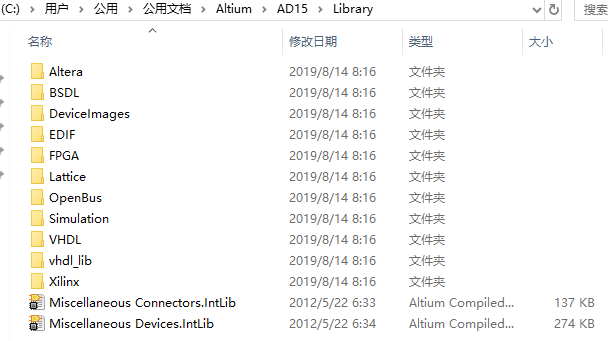 (C:) > 用户 > 公用 > 公用文档 > Altium > AD15 > Library 搜索
名称 修改日期 类型 大小
Altera 2019/8/14 8:16 文件夹
BSDL 2019/8/14 8:16 文件夹
DeviceImages 2019/8/14 8:16 文件夹
EDIF 2019/8/14 8:16 文件夹
FPGA 2019/8/14 8:16 文件夹
Lattice 2019/8/14 8:16 文件夹
OpenBus 2019/8/14 8:16 文件夹
Simulation 2019/8/14 8:16 文件夹
VHDL 2019/8/14 8:16 文件夹
vhdl_lib 2019/8/14 8:16 文件夹
Xilinx 2019/8/14 8:16 文件夹
Miscellaneous Connectors.IntLib 2012/5/22 6:33 Altium Compiled... 137 KB
Miscellaneous Devices.IntLib 2012/5/22 6:34 Altium Compiled... 274 KB